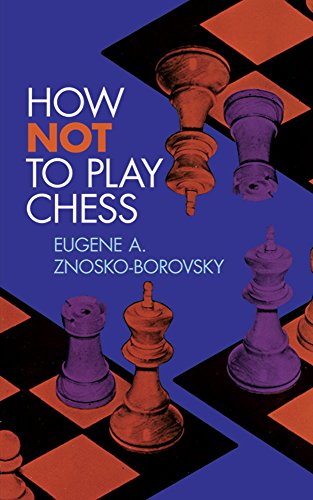 HOW
NOT
TO PLAY
CHESS
EUGENE A.
ZNOSKO-BOROVSKY